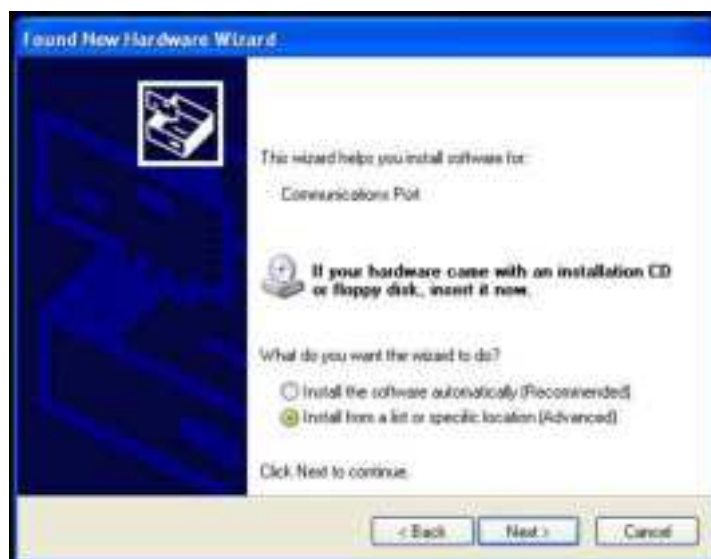 Found New Hardware Wizard
This wizard helps you install software for:
Communications Port
If your hardware came with an installation CD
or floppy disk, insert it now.
What do you want the wizard to do?
Install the software automatically (Recommended)
Install from a list or specific location (Advanced)
Click Next to continue.
< Back
Next >
Cancel